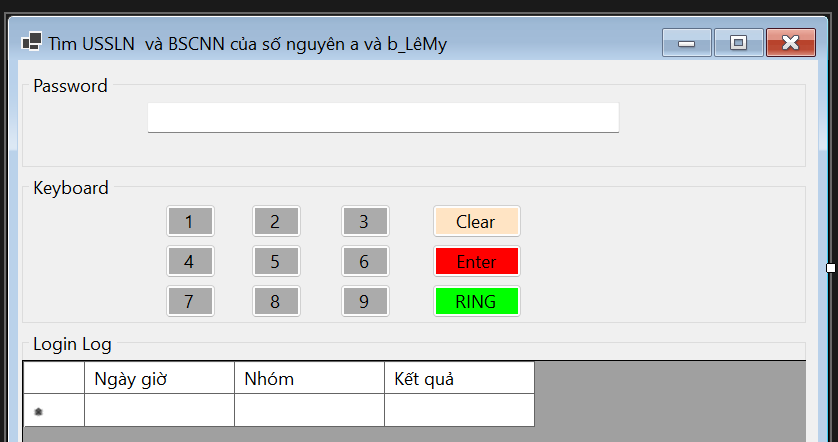 Tìm USSLN và BSCNN của số nguyên a và b_LêMy
Password
Keyboard
1 2 3 Clear
4 5 6 Enter
7 8 9 RING
Login Log
Ngày giờ Nhóm Kết quả